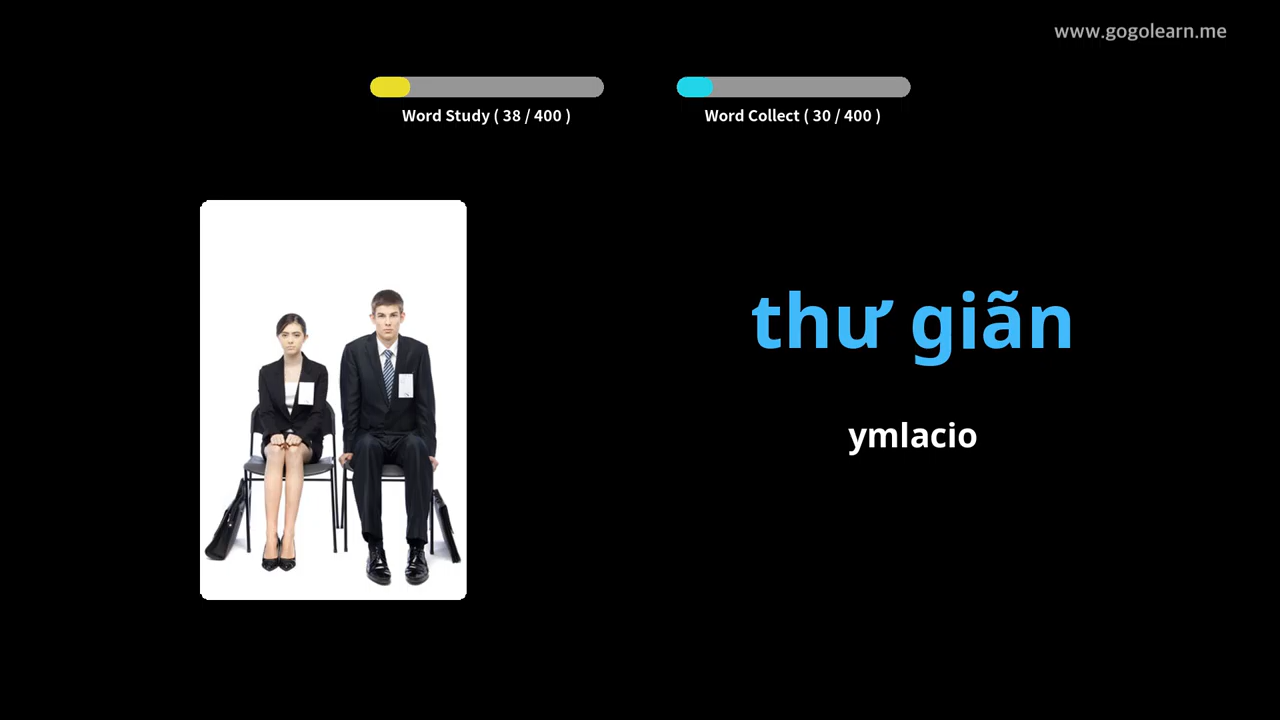 www.gogolearn.me
Word Study ( 38 / 400 )
Word Collect ( 30 / 400 )
thư giãn
ymlacio